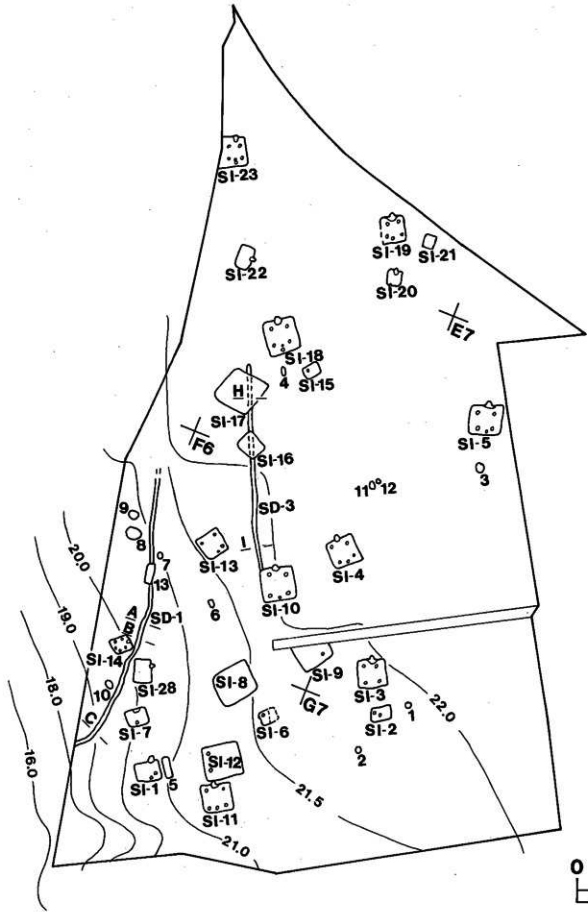 SI-23
SI-19
SI-21
SI-22
SI-20
E7
SI-18
4
SI-15
H
SI-17
F6
SI-5
SI-16
3
11
12
SD-3
9
8
I
7
SI-13
SI-4
20.0
13
SI-10
19.0
A
B
SD-1
6
SI-14
SI-9
18.0
SI-28
SI-8
SI-3
10
G7
22.0
C
SI-7
SI-6
SI-2
1
16.0
2
SI-12
21.5
SI-1
5
SI-11
21.0
0